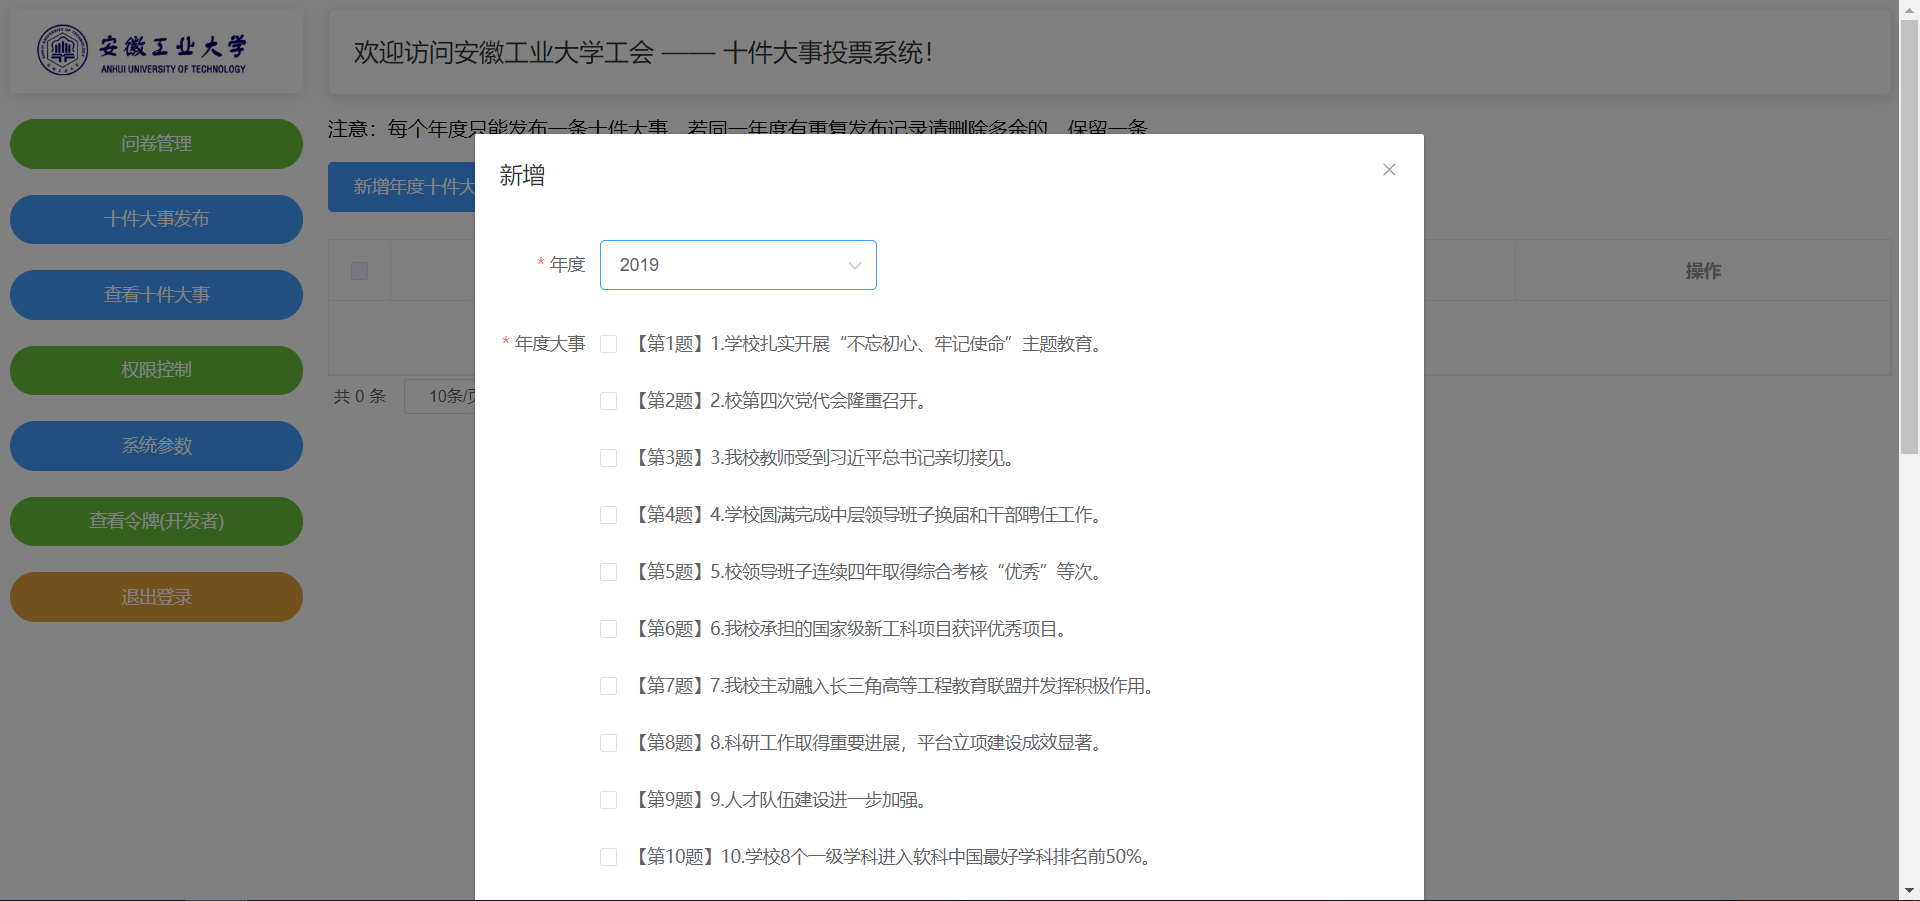 安徽工业大学
ANHUI UNIVERSITY OF TECHNOLOGY
欢迎访问安徽工业大学工会 —— 十件大事投票系统！
问卷管理
十件大事发布
查看十件大事
权限控制
系统参数
查看令牌(开发者)
退出登录
注意：每个年度只能发布一条十件大事，若同一年度有重复发布记录请删除多余的，保留一条
新增年度十件大
操作
共 0 条
10条/页
新增
* 年度
2019
* 年度大事
【第1题】1.学校扎实开展“不忘初心、牢记使命”主题教育。
【第2题】2.校第四次党代会隆重召开。
【第3题】3.我校教师受到习近平总书记亲切接见。
【第4题】4.学校圆满完成中层领导班子换届和干部聘任工作。
【第5题】5.校领导班子连续四年取得综合考核“优秀”等次。
【第6题】6.我校承担的国家级新工科项目获评优秀项目。
【第7题】7.我校主动融入长三角高等工程教育联盟并发挥积极作用。
【第8题】8.科研工作取得重要进展，平台立项建设成效显著。
【第9题】9.人才队伍建设进一步加强。
【第10题】10.学校8个一级学科进入软科中国最好学科排名前50%。